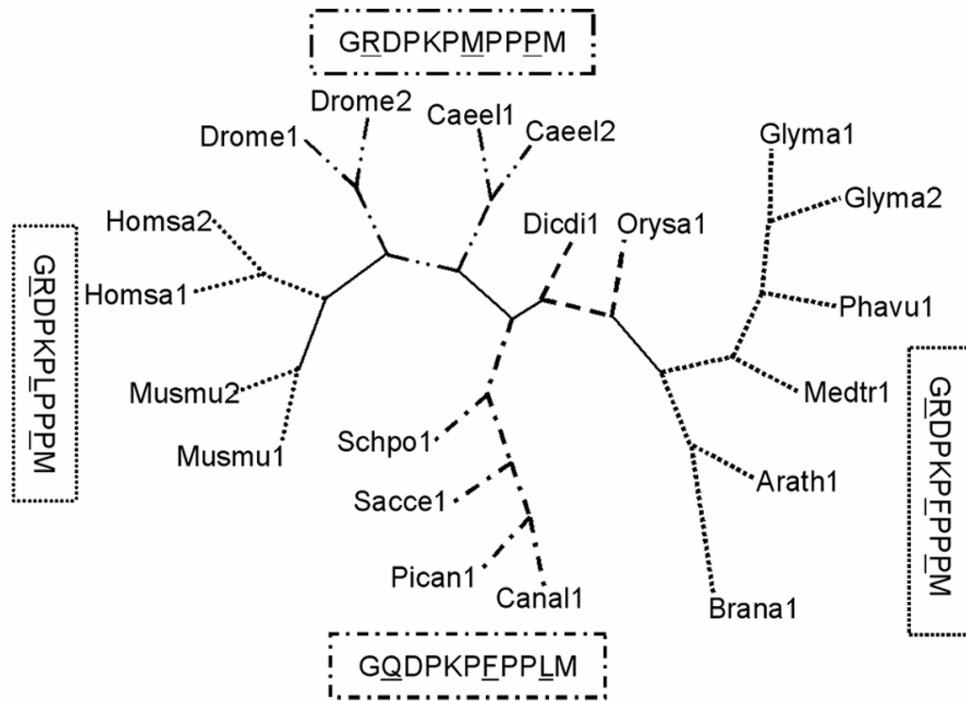 GRDPKPMPPPM
Drome2
Drome1
Caeel1
Caeel2
Glyma1
Glyma2
Homsa2
Dicdi1
Orysa1
Homsa1
Phavu1
GRDPKPLPPPM
Musmu2
Medtr1
GRDPKPFPPPM
Schpo1
Musmu1
Sacce1
Arath1
Pican1
Canal1
Brana1
GQDPKPFPPLM